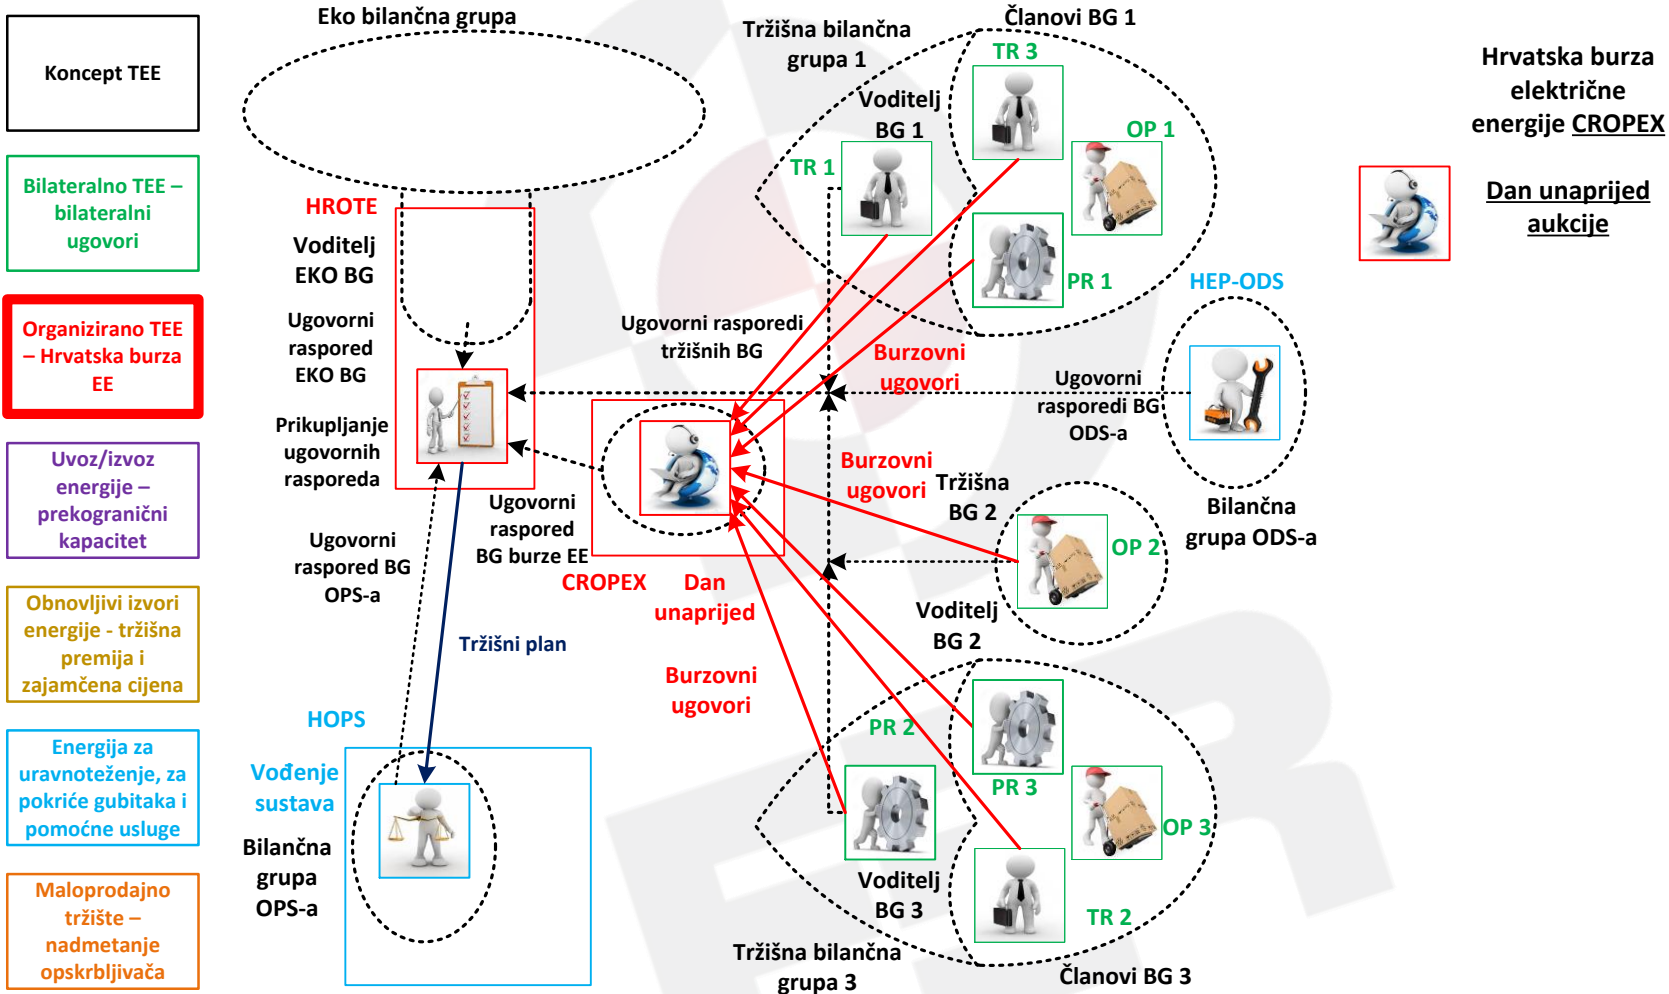 Koncept TEE
Bilateralno TEE –
bilateralni
ugovori
Organizirano TEE
– Hrvatska burza
EE
Uvoz/izvoz
energije –
prekogranični
kapacitet
Obnovljivi izvori
energije - tržišna
premija i
zajamčena cijena
Energija za
uravnoteženje, za
pokriće gubitaka i
pomoćne usluge
Maloprodajno
tržište –
nadmetanje
opskrbljivača
Eko bilančna grupa
HROTE
Voditelj
EKO BG
Ugovorni
raspored
EKO BG
Prikupljanje
ugovornih
rasporeda
Ugovorni
raspored BG
OPS-a
Tržišni plan
HOPS
Vođenje
sustava
Bilančna
grupa
OPS-a
Ugovorni
raspored
BG burze EE
CROPEX
Dan
unaprijed
Ugovorni rasporedi
tržišnih BG
Tržišna bilančna
grupa 1
Članovi BG 1
Voditelj
BG 1
TR 1
TR 3
OP 1
PR 1
Burzovni
ugovori
HEP-ODS
Ugovorni
rasporedi BG
ODS-a
Bilančna
grupa ODS-a
Burzovni
ugovori
Tržišna
BG 2
OP 2
Voditelj
BG 2
Burzovni
ugovori
PR 2
PR 3
OP 3
TR 2
Voditelj
BG 3
Tržišna bilančna
grupa 3
Članovi BG 3
Hrvatska burza
električne
energije CROPEX
Dan unaprijed
aukcije